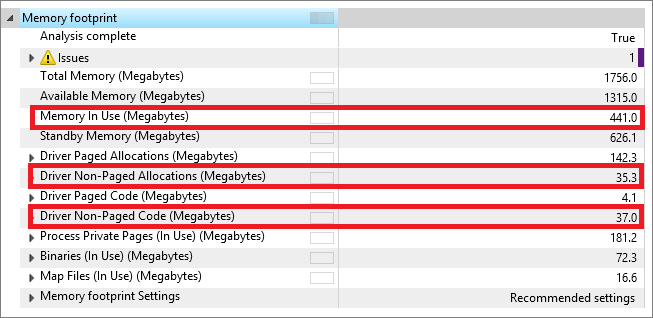 Memory footprint
Analysis complete True
Issues 1
Total Memory (Megabytes) 1756.0
Available Memory (Megabytes) 1315.0
Memory In Use (Megabytes) 441.0
Standby Memory (Megabytes) 626.1
Driver Paged Allocations (Megabytes) 142.3
Driver Non-Paged Allocations (Megabytes) 35.3
Driver Paged Code (Megabytes) 4.1
Driver Non-Paged Code (Megabytes) 37.0
Process Private Pages (In Use) (Megabytes) 181.2
Binaries (In Use) (Megabytes) 72.3
Map Files (In Use) (Megabytes) 16.6
Memory footprint Settings Recommended settings